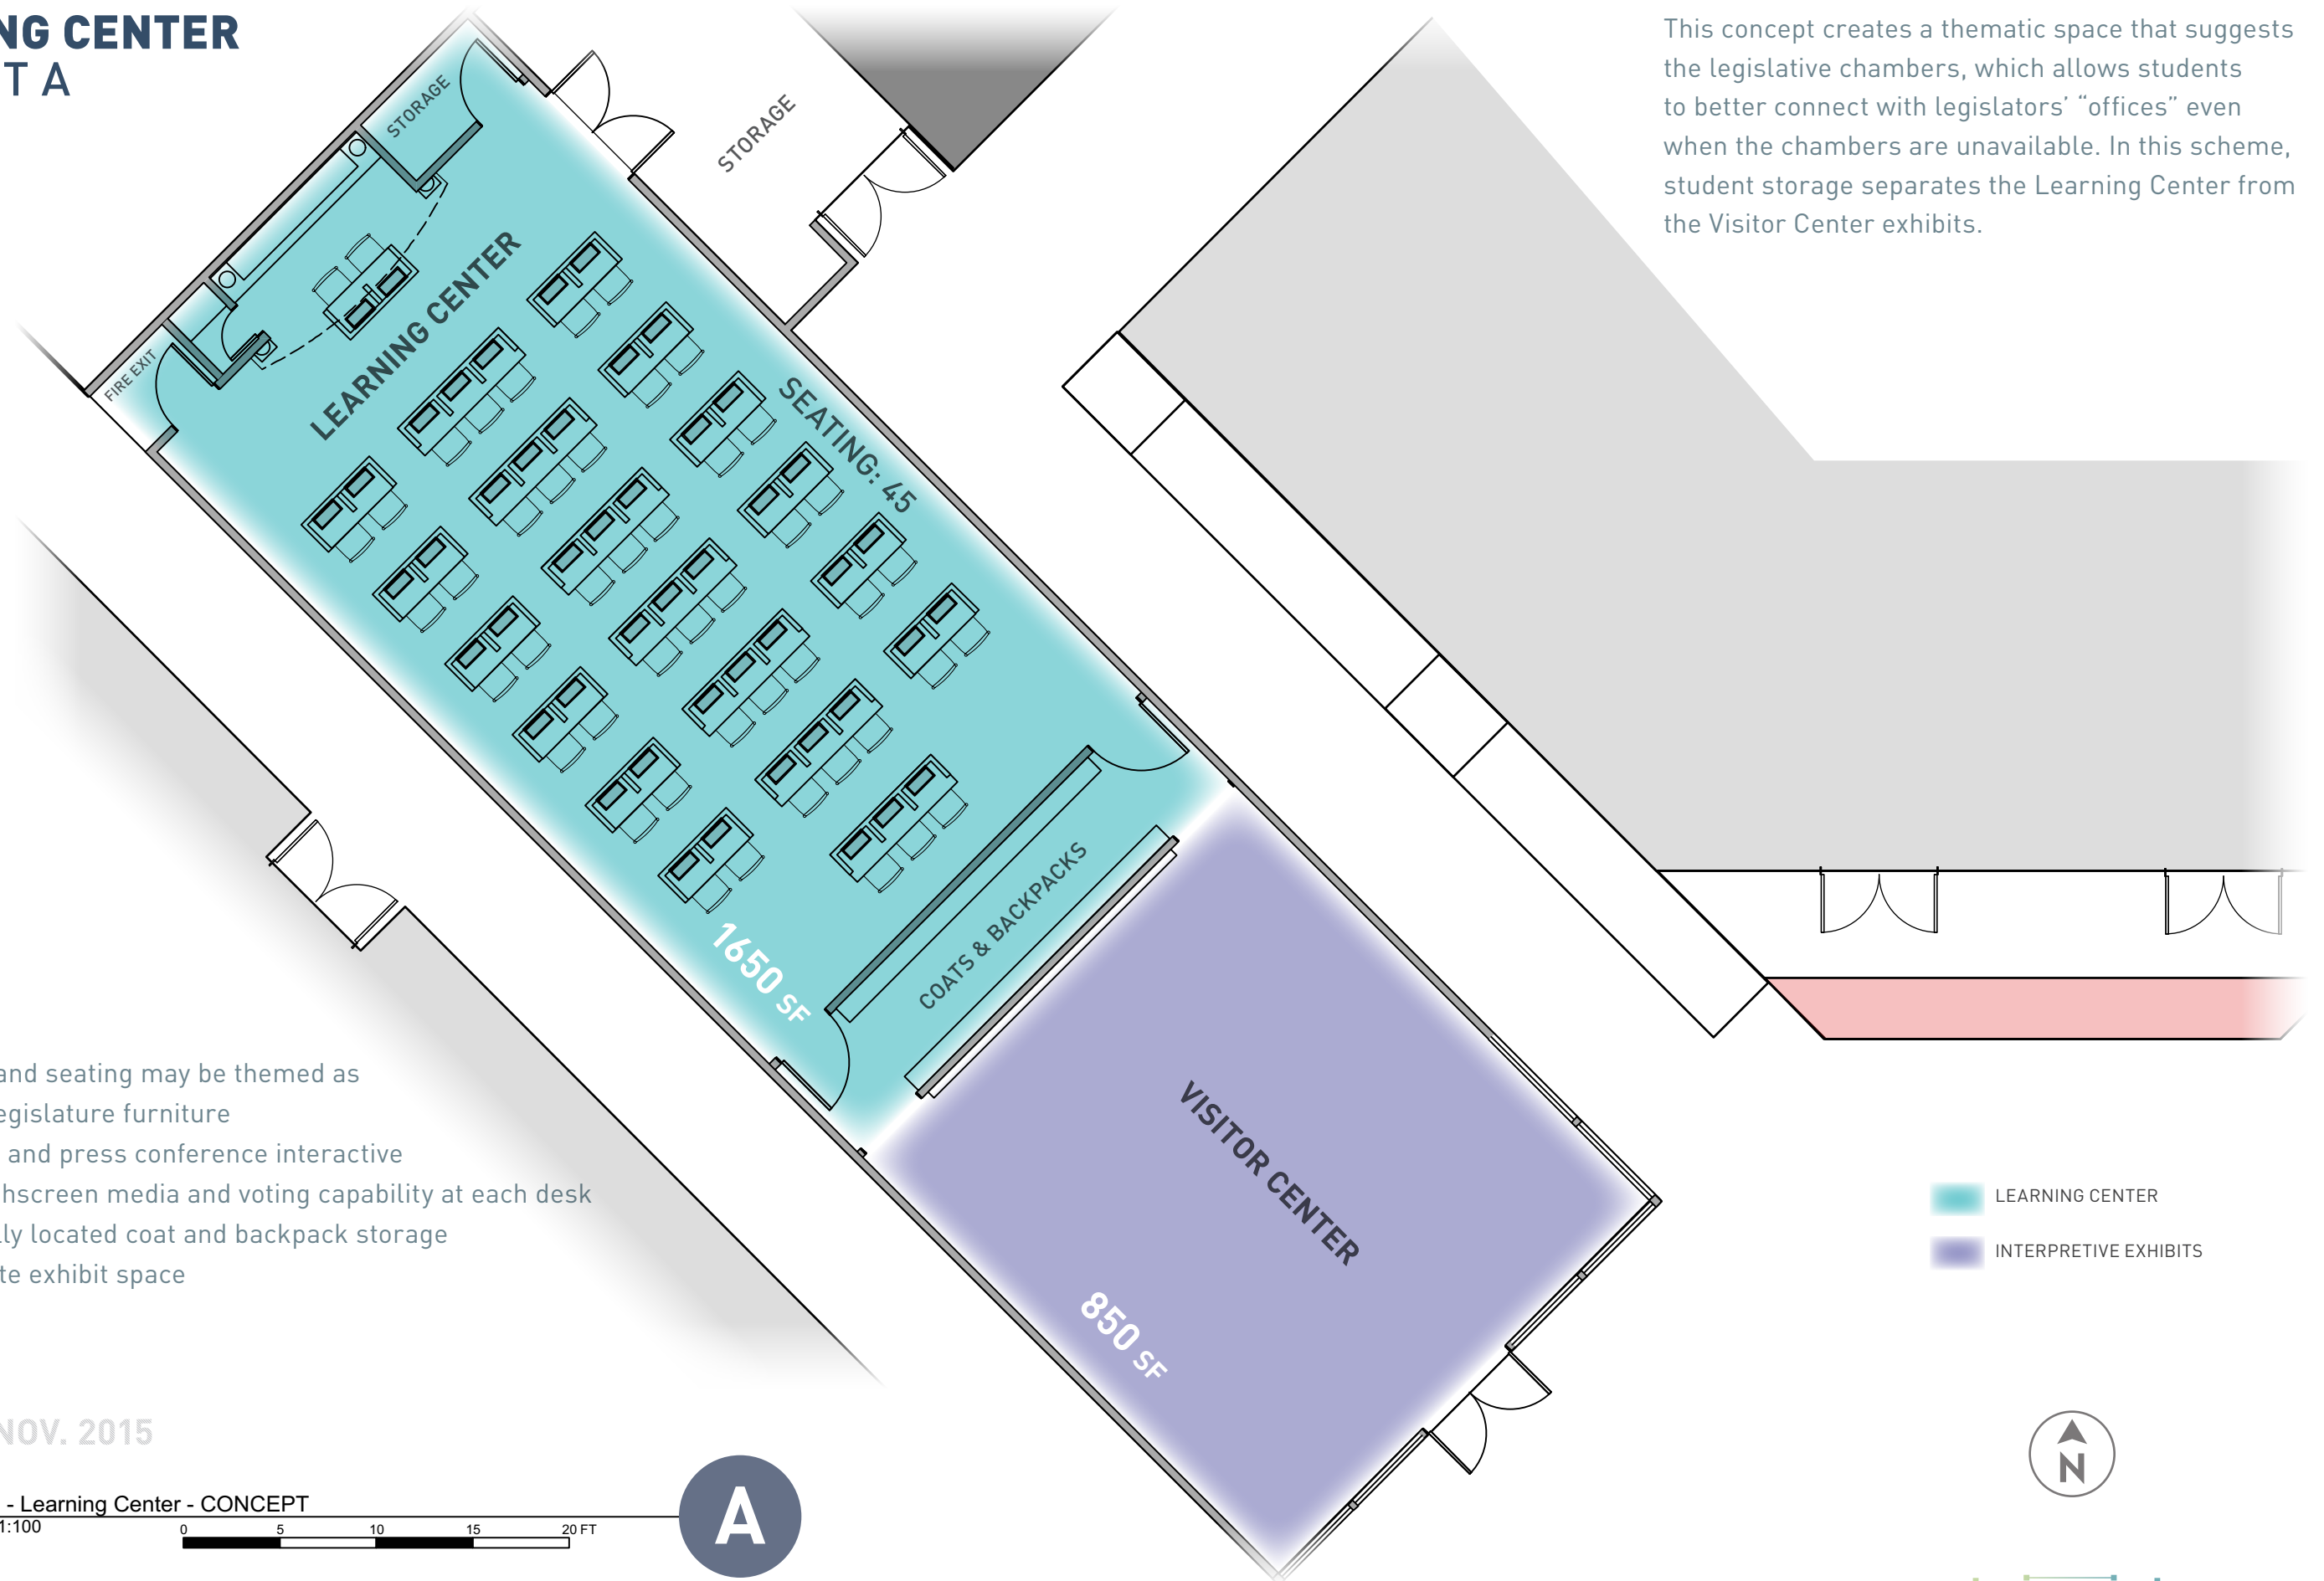 NG CENTER
T A
This concept creates a thematic space that suggests
the legislative chambers, which allows students
to better connect with legislators’ “offices” even
when the chambers are unavailable. In this scheme,
student storage separates the Learning Center from
the Visitor Center exhibits.
STORAGE
STORAGE
FIRE EXIT
LEARNING CENTER
SEATING: 45
COATS & BACKPACKS
1650 SF
VISITOR CENTER
850 SF
and seating may be themed as
egislature furniture
and press conference interactive
hscreen media and voting capability at each desk
lly located coat and backpack storage
te exhibit space
LEARNING CENTER
INTERPRETIVE EXHIBITS
NOV. 2015
- Learning Center - CONCEPT
1:100
0 5 10 15 20 FT
A
N